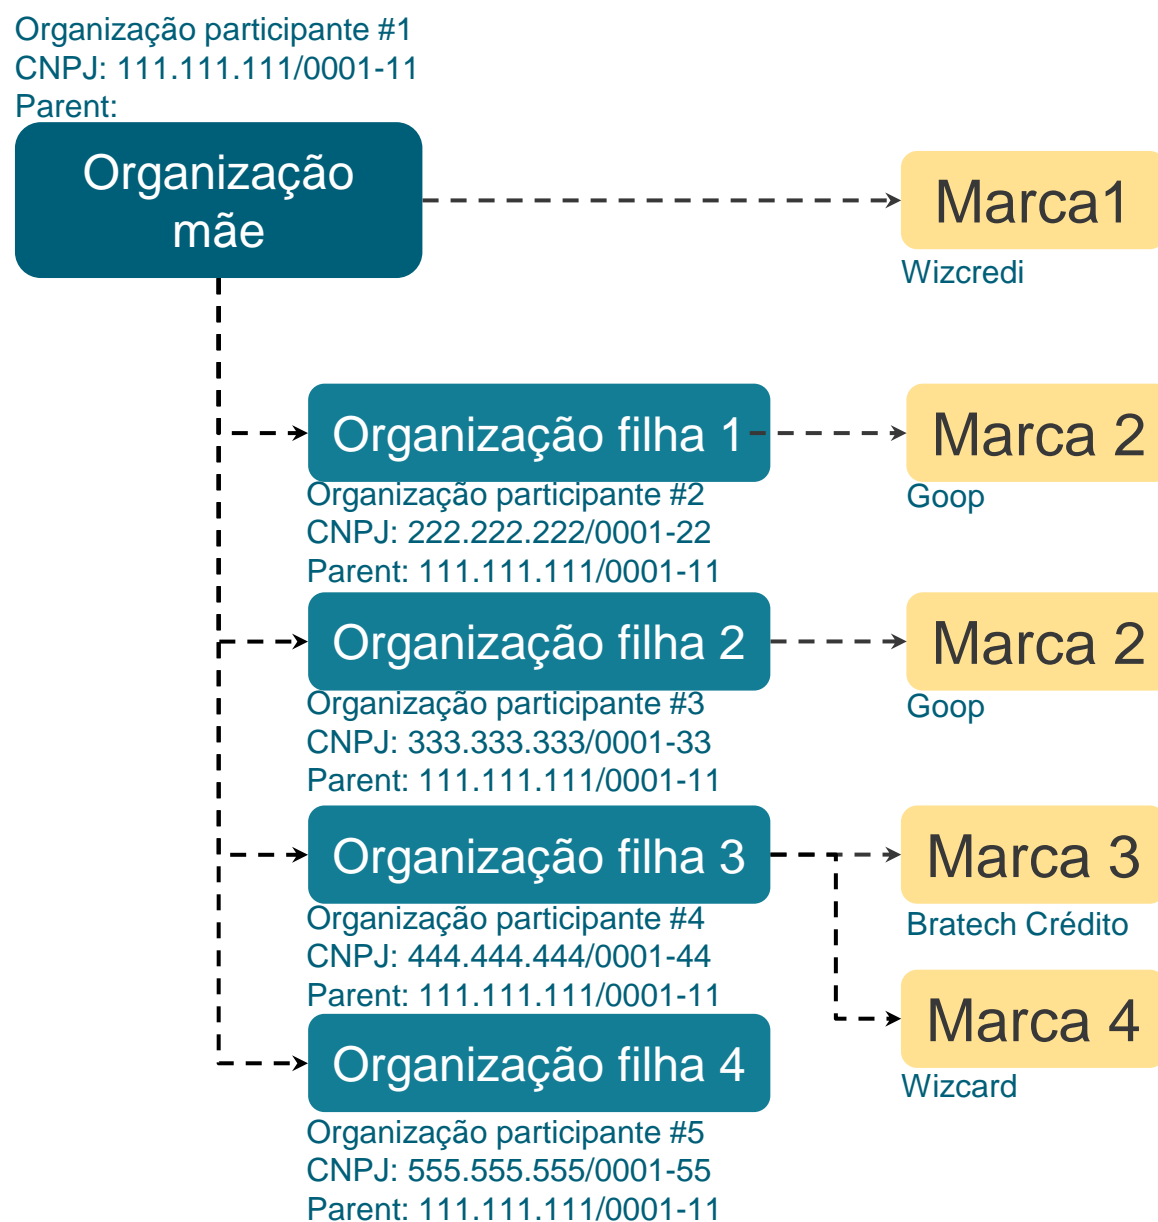 Organização participante #1
CNPJ: 111.111.111/0001-11
Parent:
Organização
mãe
Marca1
Wizcredi
Organização filha 1
Marca 2
Organização participante #2
Goop
CNPJ: 222.222.222/0001-22
Parent: 111.111.111/0001-11
Organização filha 2
Marca 2
Organização participante #3
Goop
CNPJ: 333.333.333/0001-33
Parent: 111.111.111/0001-11
Organização filha 3
Marca 3
Organização participante #4
Bratech Crédito
CNPJ: 444.444.444/0001-44
Parent: 111.111.111/0001-11
Marca 4
Wizcard
Organização filha 4
Organização participante #5
CNPJ: 555.555.555/0001-55
Parent: 111.111.111/0001-11